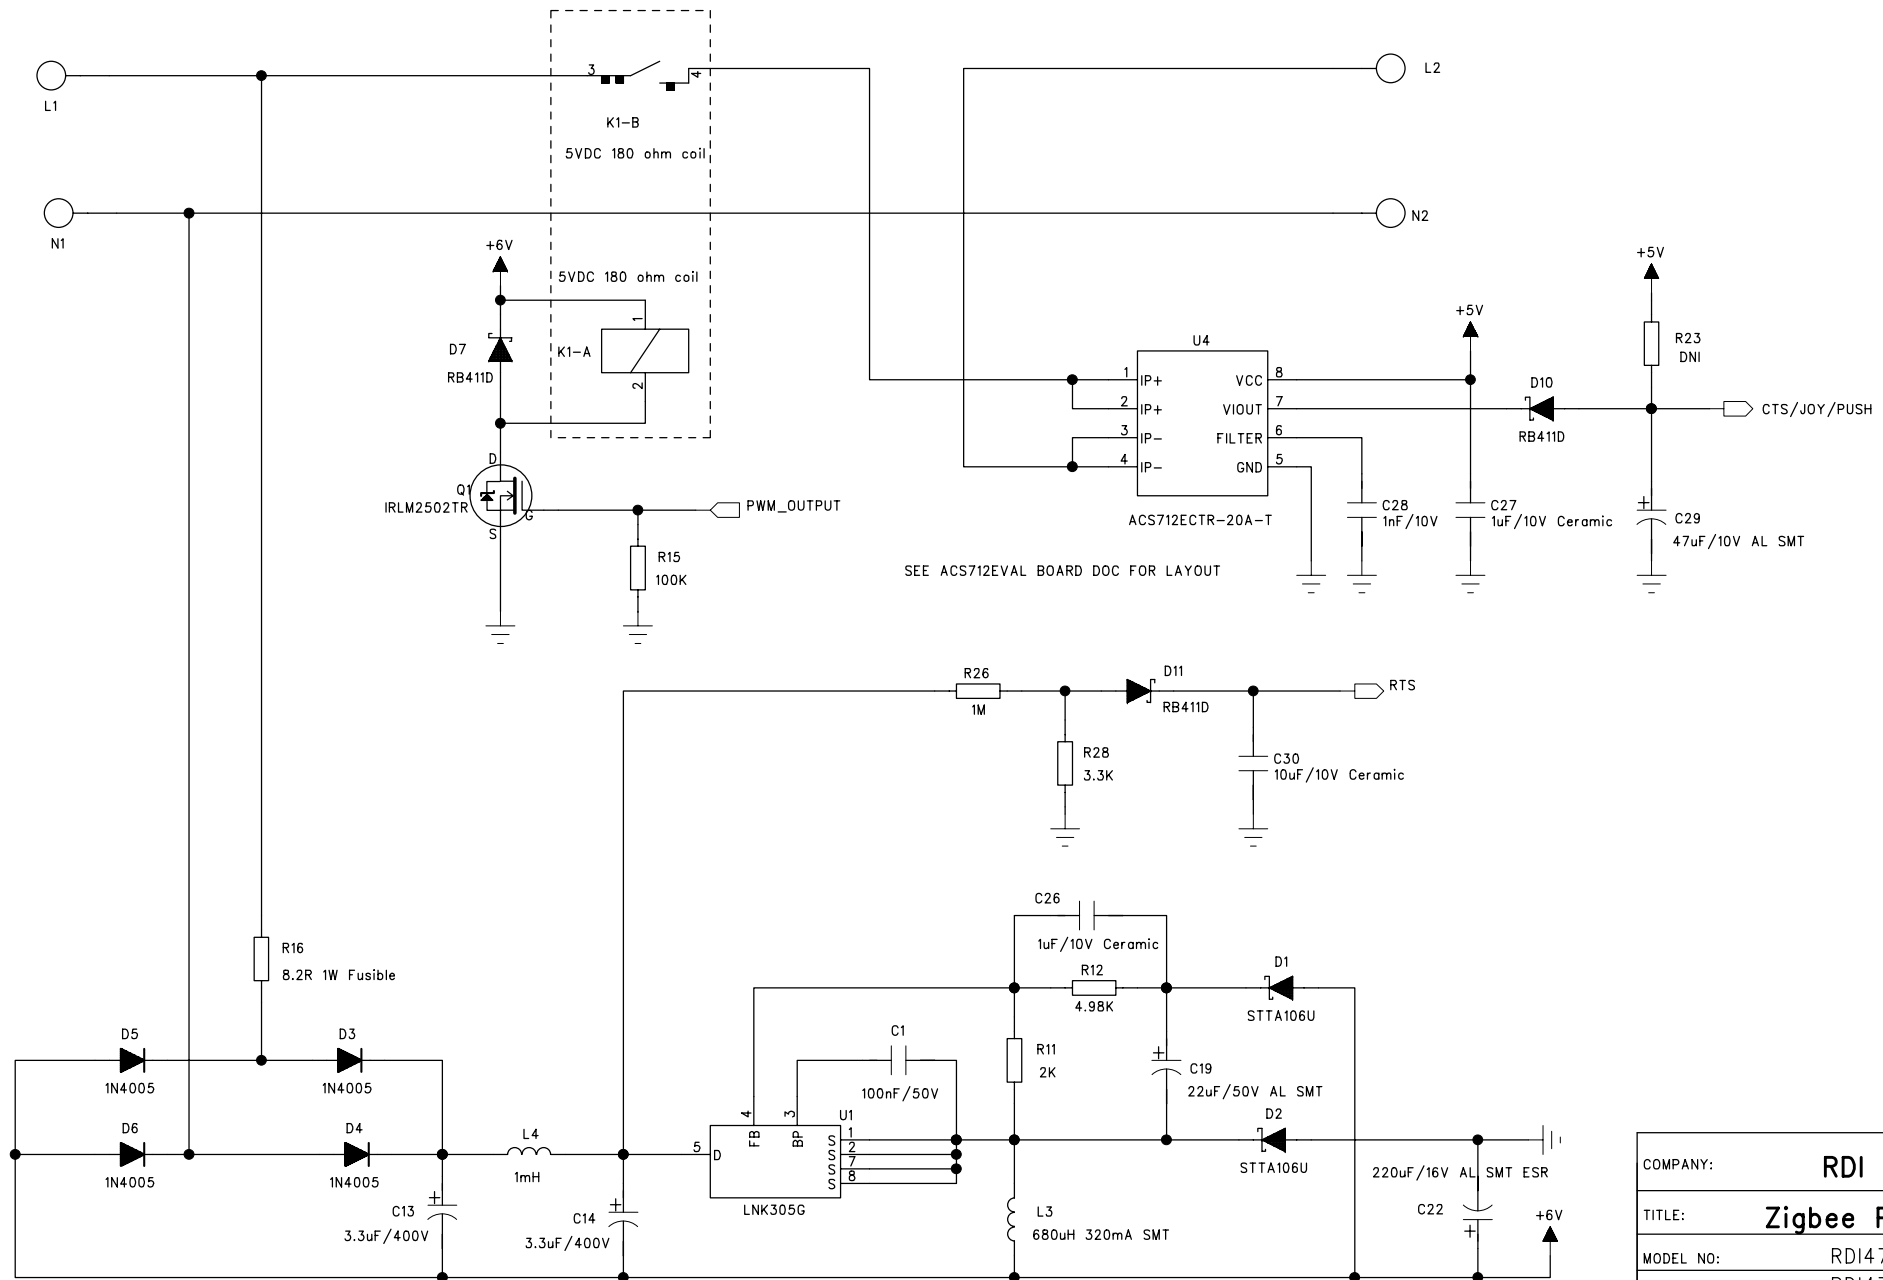 L1
3
4
K1-B
5VDC 180 ohm coil
L2
N1
N2
+6V
5VDC 180 ohm coil
1
D7
K1-A
RB411D
2
D
Q1
IRLM2502TR
G
S
PWM_OUTPUT
R15
100K
U4
1 IP+ VCC 8
2 IP+ VIOUT 7
3 IP- FILTER 6
4 IP- GND 5
ACS712ECTR-20A-T
SEE ACS712EVAL BOARD DOC FOR LAYOUT
+5V
+5V
R23
DNI
D10
RB411D
CTS/JOY/PUSH
C28
1nF/10V
C27
1uF/10V Ceramic
C29
47uF/10V AL SMT
R26
1M
D11
RB411D
RTS
R28
3.3K
C30
10uF/10V Ceramic
R16
8.2R 1W Fusible
C26
1uF/10V Ceramic
R12
4.98K
D1
STTA106U
D5
1N4005
D3
1N4005
C1
100nF/50V
R11
2K
C19
22uF/50V AL SMT
D6
1N4005
D4
1N4005
L4
1mH
4
3
U1
5 D
FB
BP
S 1
S 2
S 7
S 8
LNK305G
D2
STTA106U
220uF/16V AL SMT ESR
C22
+6V
C13
3.3uF/400V
C14
3.3uF/400V
L3
680uH 320mA SMT
COMPANY: RDI
TITLE: Zigbee
MODEL NO: RDI47